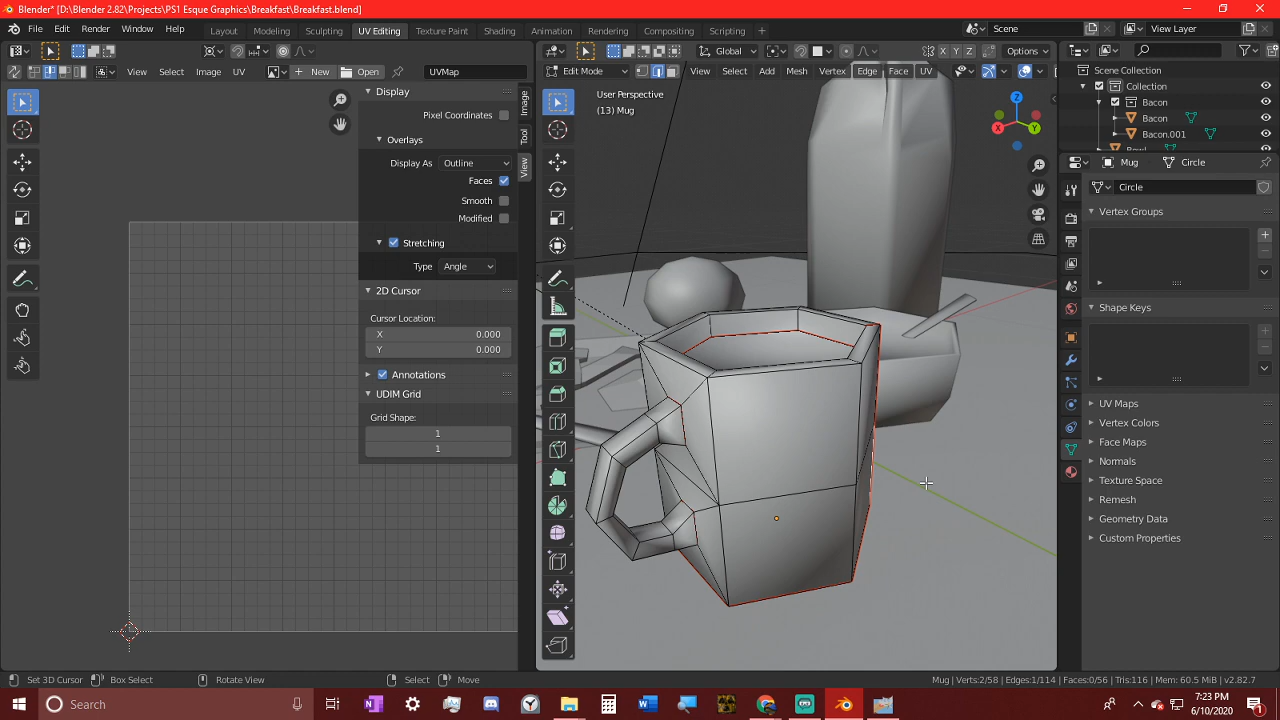 Blender* [D:\Blender 2.82\Projects\PS1 Esque Graphics\Breakfast\Breakfast.blend]
File Edit Render Window Help Layout Modeling Sculpting UV Editing Texture Paint Shading Animation Rendering Compositing Scripting + Scene View Layer
Global Options
View Select Image UV New Open UVMap Edit Mode View Select Add Mesh Vertex Edge Face UV
X Y Z
Display
Pixel Coordinates
Overlays
Display As Outline
Faces
Smooth
Modified
Stretching
Type Angle
2D Cursor
Cursor Location:
X 0.000
Y 0.000
Annotations
UDIM Grid
Grid Shape:
1
1
Image
Tool
View
User Perspective
(13) Mug
Z
X
Y
Scene Collection
Collection
Bacon
Bacon
Bacon.001
Bowl
Mug Circle
Circle
Vertex Groups
Shape Keys
UV Maps
Vertex Colors
Face Maps
Normals
Texture Space
Remesh
Geometry Data
Custom Properties
Set 3D Cursor Box Select Rotate View Select Move Mug | Verts:2/58 | Edges:1/114 | Faces:0/56 | Tris:116 | Mem: 60.5 MiB | v2.82.7
Search
7:23 PM
6/10/2020